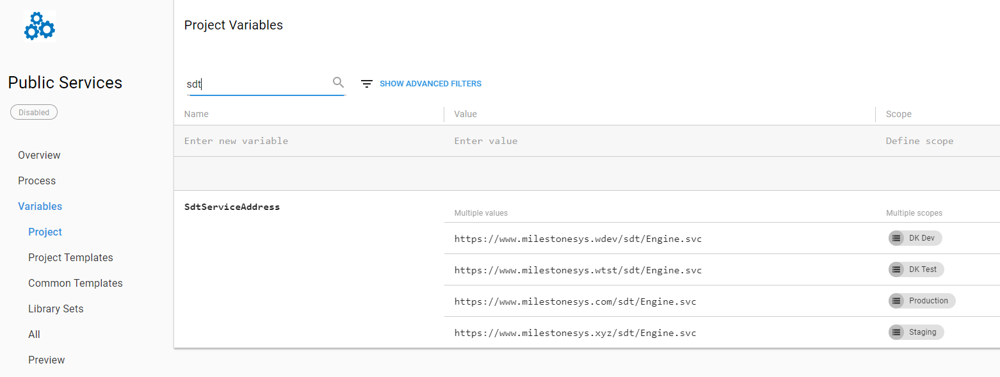 Project Variables
sdt
SHOW ADVANCED FILTERS
Public Services
Disabled
Overview
Process
Variables
Project
Project Templates
Common Templates
Library Sets
All
Preview
Name Value Scope
Enter new variable Enter value Define scope
SdtServiceAddress
Multiple values Multiple scopes
https://www.milestonesys.wdev/sdt/Engine.svc DK Dev
https://www.milestonesys.wtst/sdt/Engine.svc DK Test
https://www.milestonesys.com/sdt/Engine.svc Production
https://www.milestonesys.xyz/sdt/Engine.svc Staging